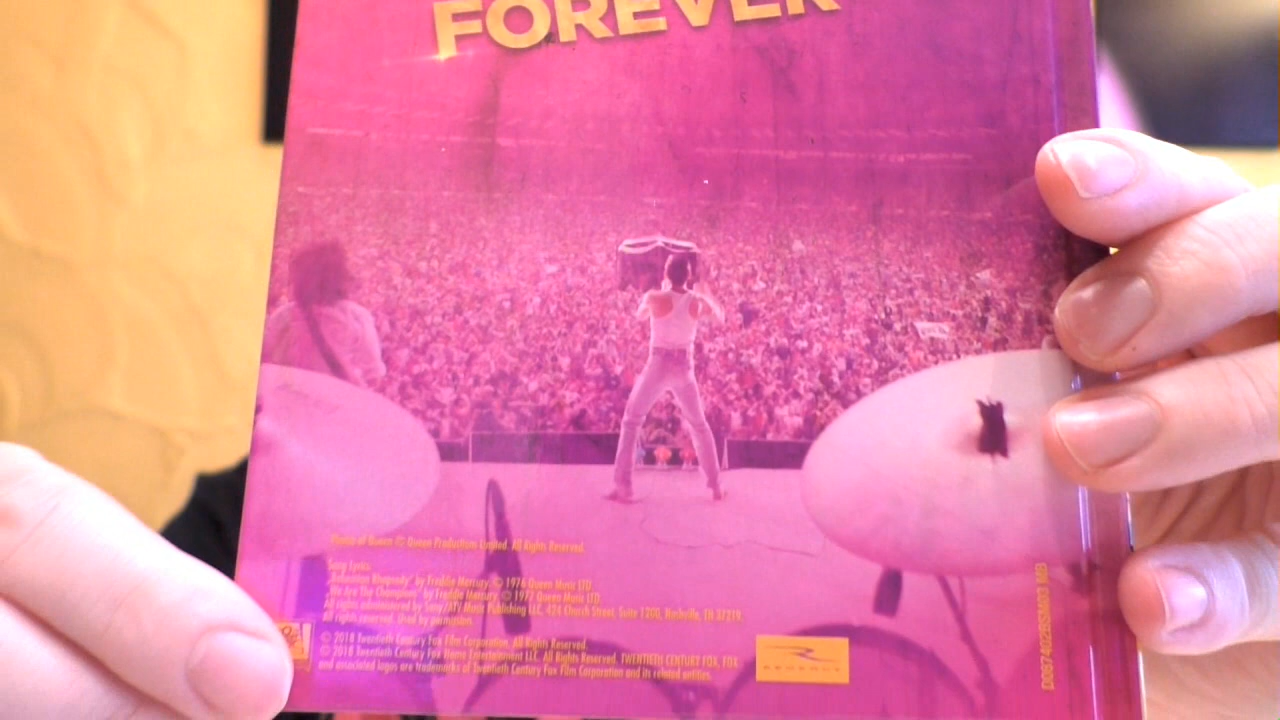 FOREVER
of Queen © Queen Productions Limited. All Rights Reserved.
Song Lyrics:
"Bohemian Rhapsody" by Freddie Mercury. © 1976 Queen Music LTD
"We Are The Champions" by Freddie Mercury. © 1977 Queen Music LTD
All rights administered by Sony/ATV Music Publishing LLC, 424 Church Street, Suite 1200, Nashville, TN 37219
All rights reserved. Used by permission.
© 2018 Twentieth Century Fox Film Corporation. All Rights Reserved.
© 2018 Twentieth Century Fox Home Entertainment LLC. All Rights Reserved. TWENTIETH CENTURY FOX, FOX
and associated logos are trademarks of Twentieth Century Fox Film Corporation and its related entities.